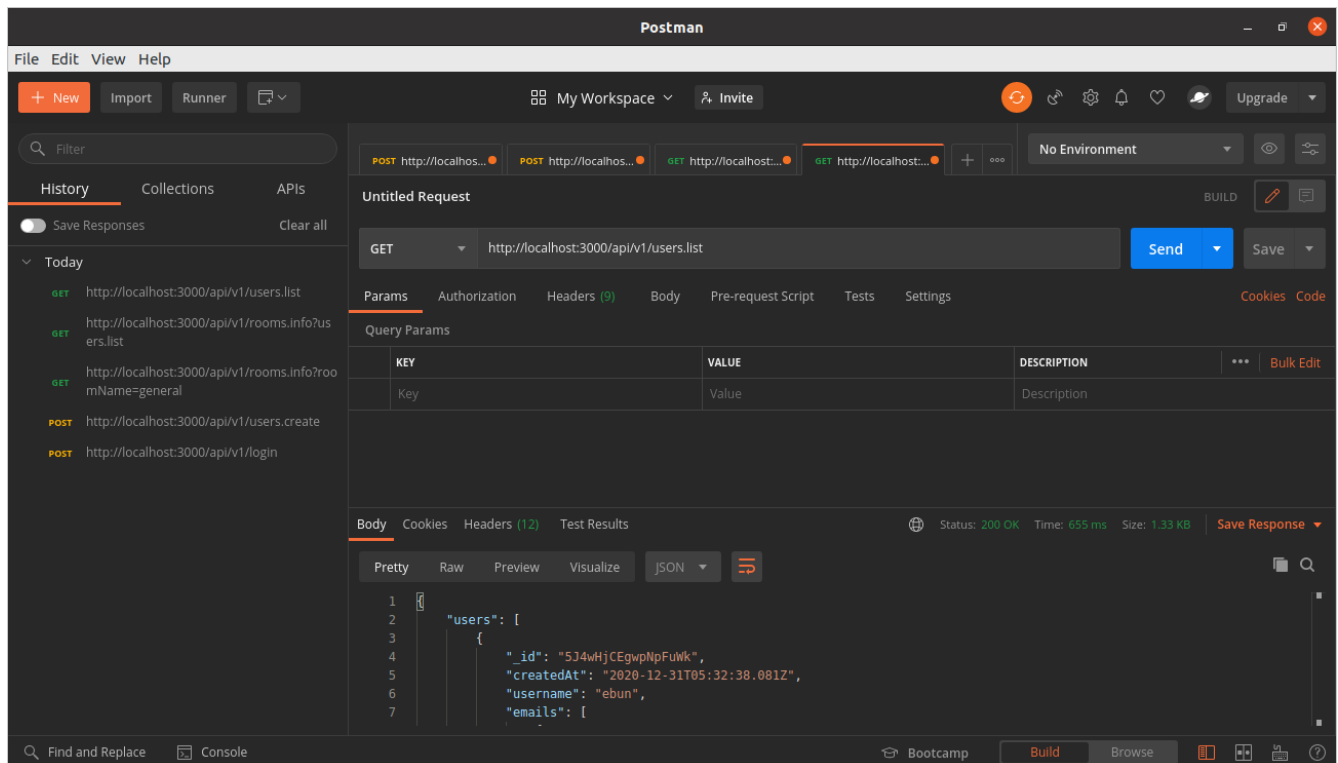 Postman
File Edit View Help
+ New Import Runner My Workspace Invite Upgrade
Filter
History Collections APIs
Save Responses Clear all
Today
GET http://localhost:3000/api/v1/users.list
GET http://localhost:3000/api/v1/rooms.info?us
ers.list
GET http://localhost:3000/api/v1/rooms.info?roo
mName=general
POST http://localhost:3000/api/v1/users.create
POST http://localhost:3000/api/v1/login
POST http://localhos... POST http://localhos... GET http://localhost:... GET http://localhost:... + ooo No Environment
Untitled Request BUILD
GET http://localhost:3000/api/v1/users.list Send Save
Params Authorization Headers (9) Body Pre-request Script Tests Settings Cookies Code
Query Params
KEY VALUE DESCRIPTION ••• Bulk Edit
Key Value Description
Body Cookies Headers (12) Test Results Status: 200 OK Time: 655 ms Size: 1.33 KB Save Response
Pretty Raw Preview Visualize JSON
1 {
2 "users": [
3 {
4 "_id": "5J4wHjCEgwpNpFuWk",
5 "createdAt": "2020-12-31T05:32:38.081Z",
6 "username": "ebun",
7 "emails": [
Find and Replace Console Bootcamp Build Browse ?